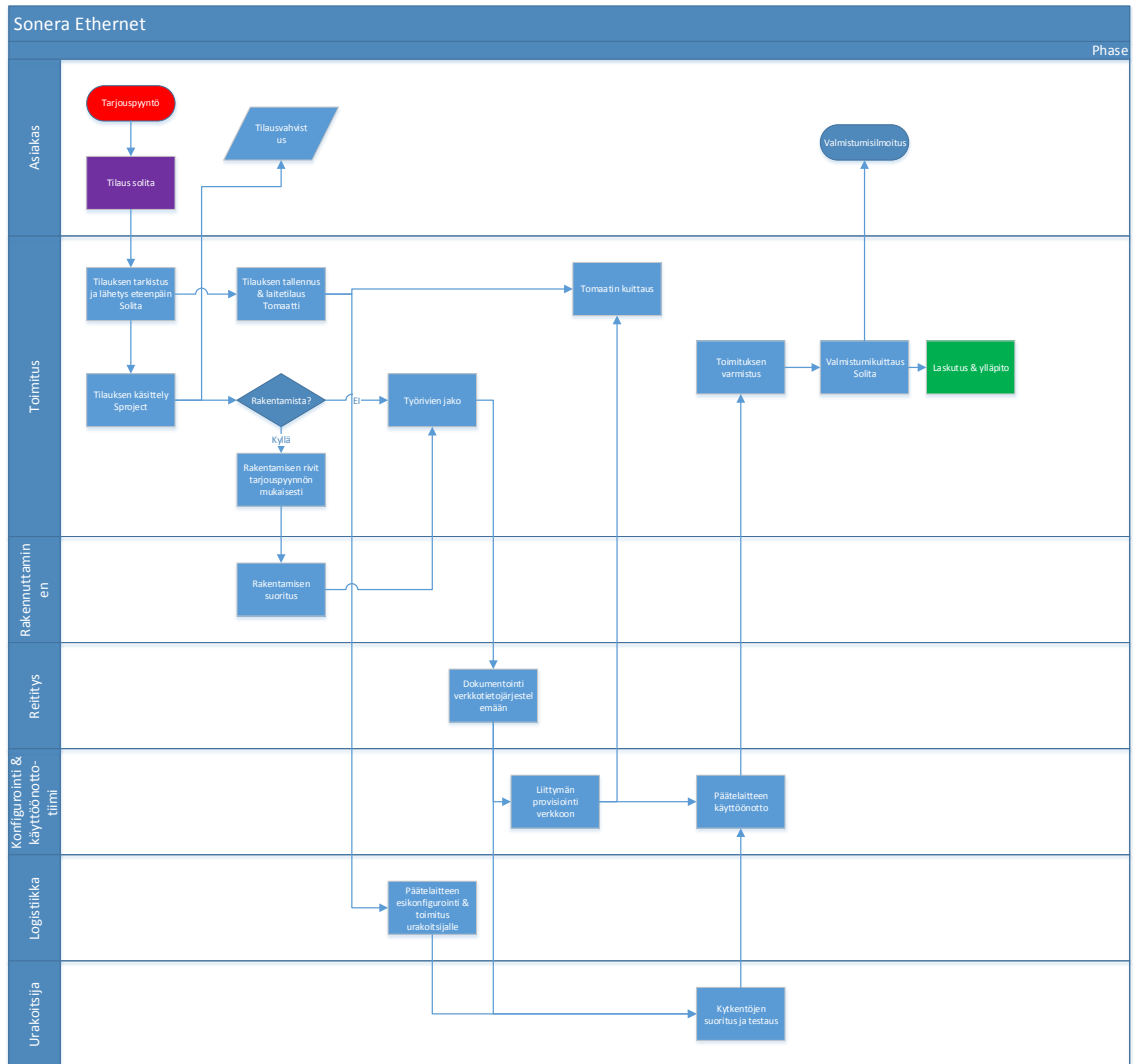 Sonera Ethernet
Phase
Asiakas
Tarjouspyyntö
Tilausvahvist
us
Valmistumisilmoitus
Tilaus solita
Toimitus
Tilauksen tarkistus
ja lähetys eteenpäin
Solita
Tilauksen tallennus
& laitetilaus
Tomaatti
Tomaatin kuittaus
Toimituksen
varmistus
Valmistumikuittaus
Solita
Laskutus & ylläpito
Tilauksen käsittely
Sproject
Rakentamista?
EI
Työrivien jako
Kyllä
Rakentamisen rivit
tarjouspyynnön
mukaisesti
Rakennuttamin
en
Rakentamisen
suoritus
Reititys
Dokumentointi
verkkotietojärjestel
emään
Konfigurointi &
käyttöönotto-
tiimi
Liittymän
provisiointi
verkkoon
Päätelaitteen
käyttöönotto
Logistiikka
Päätelaitteen
esikonfigurointi &
toimitus
urakoitsijalle
Urakoitsija
Kytkentöjen
suoritus ja testaus